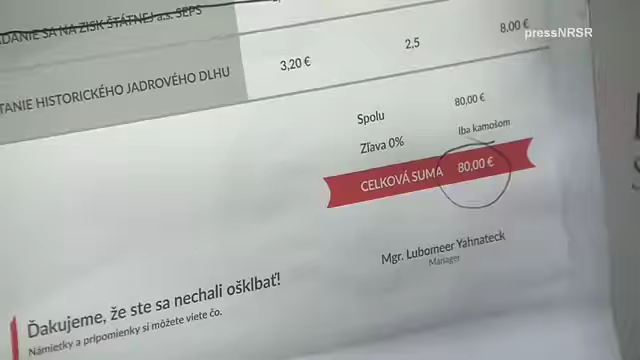 ADANIE SA NA ZISK ŠTÁTNEJ a.s. SEPS
8,00 €
pressNRSR
TANIE HISTORICKÉHO JADROVÉHO DLHU
3,20 €
2,5
Spolu
80,00 €
Zľava 0%
Iba kamošom
CELKOVÁ SUMA
80,00 €
Mgr. Lubomeer Yahnateck
Manager
Ďakujeme, že ste sa nechali ošklbať!
Námietky a pripomienky si môžete viete čo.